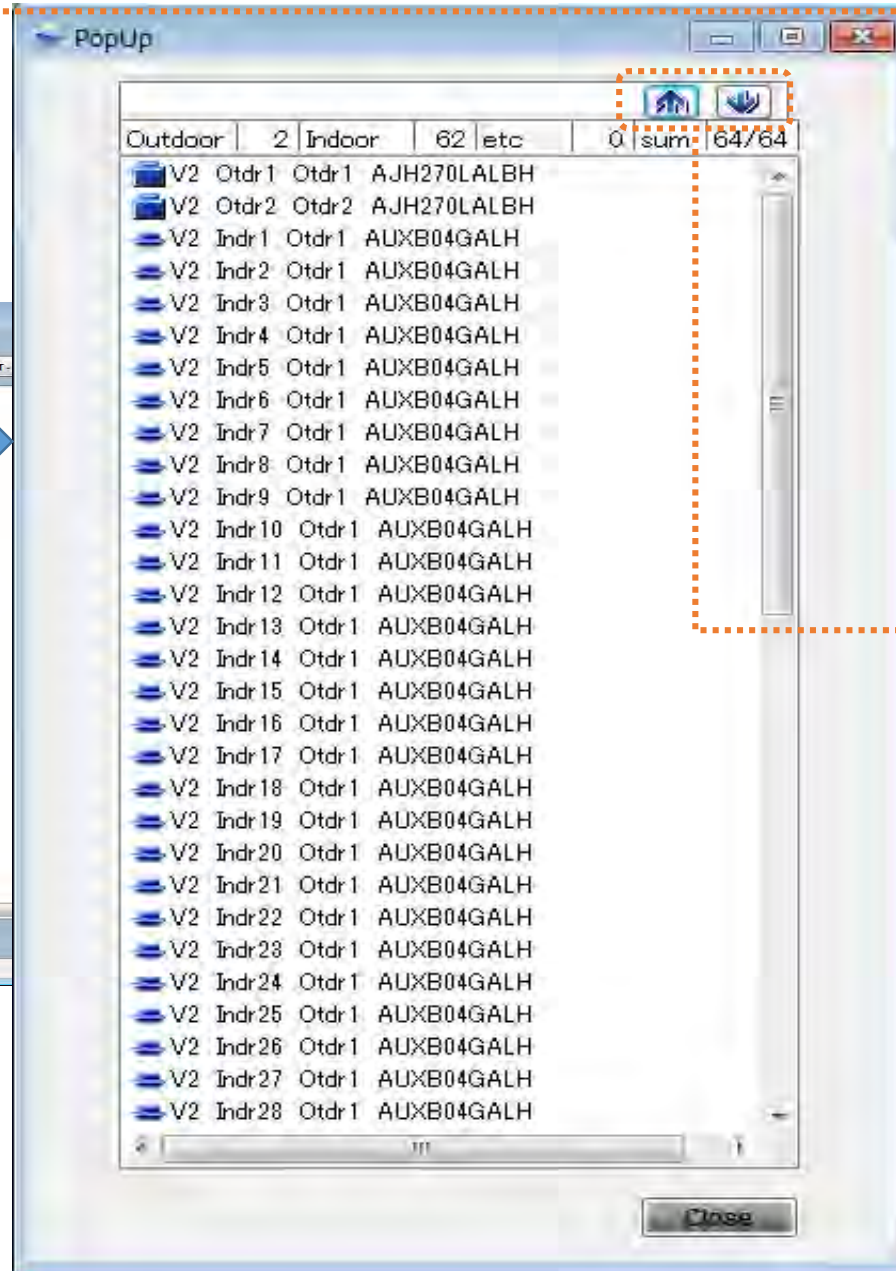 PopUp
Outdoor 2 Indoor 62 etc 0 sum 64/64
V2 Otdr1 Otdr1 AJH270LALBH
V2 Otdr2 Otdr2 AJH270LALBH
V2 Indr1 Otdr1 AUXB04GALH
V2 Indr2 Otdr1 AUXB04GALH
V2 Indr3 Otdr1 AUXB04GALH
V2 Indr4 Otdr1 AUXB04GALH
V2 Indr5 Otdr1 AUXB04GALH
V2 Indr6 Otdr1 AUXB04GALH
V2 Indr7 Otdr1 AUXB04GALH
V2 Indr8 Otdr1 AUXB04GALH
V2 Indr9 Otdr1 AUXB04GALH
V2 Indr10 Otdr1 AUXB04GALH
V2 Indr11 Otdr1 AUXB04GALH
V2 Indr12 Otdr1 AUXB04GALH
V2 Indr13 Otdr1 AUXB04GALH
V2 Indr14 Otdr1 AUXB04GALH
V2 Indr15 Otdr1 AUXB04GALH
V2 Indr16 Otdr1 AUXB04GALH
V2 Indr17 Otdr1 AUXB04GALH
V2 Indr18 Otdr1 AUXB04GALH
V2 Indr19 Otdr1 AUXB04GALH
V2 Indr20 Otdr1 AUXB04GALH
V2 Indr21 Otdr1 AUXB04GALH
V2 Indr22 Otdr1 AUXB04GALH
V2 Indr23 Otdr1 AUXB04GALH
V2 Indr24 Otdr1 AUXB04GALH
V2 Indr25 Otdr1 AUXB04GALH
V2 Indr26 Otdr1 AUXB04GALH
V2 Indr27 Otdr1 AUXB04GALH
V2 Indr28 Otdr1 AUXB04GALH
Close